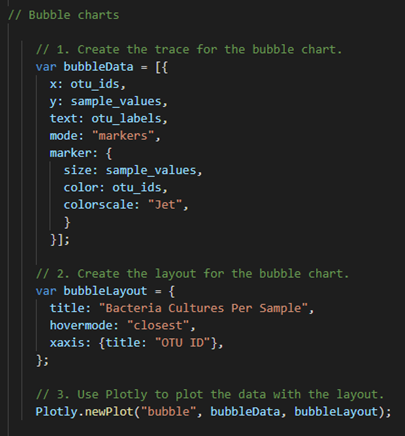 // Bubble charts
// 1. Create the trace for the bubble chart.
var bubbleData = [{
x: otu_ids,
y: sample_values,
text: otu_labels,
mode: "markers",
marker: {
size: sample_values,
color: otu_ids,
colorscale: "Jet",
}
}];
// 2. Create the layout for the bubble chart.
var bubbleLayout = {
title: "Bacteria Cultures Per Sample",
hovermode: "closest",
xaxis: {title: "OTU ID"},
};
// 3. Use Plotly to plot the data with the layout.
Plotly.newPlot("bubble", bubbleData, bubbleLayout);